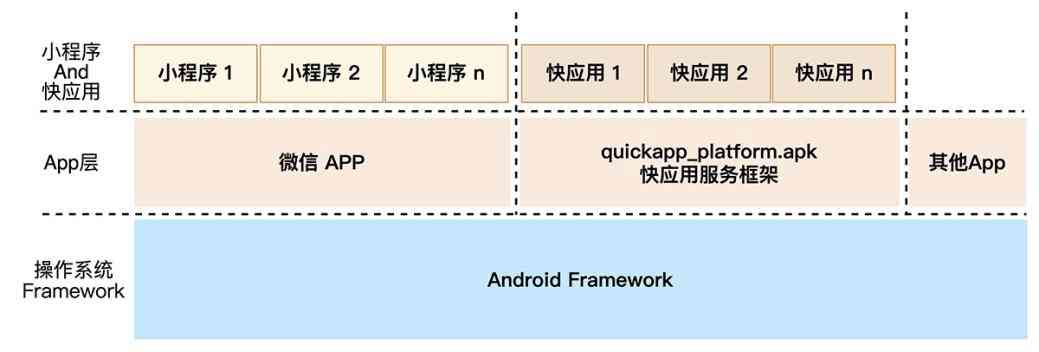 小程序
And
快应用
小程序 1
小程序 2
小程序 n
快应用 1
快应用 2
快应用 n
App层
微信 APP
quickapp_platform.apk
快应用服务框架
其他App
操作系统
Framework
Android Framework